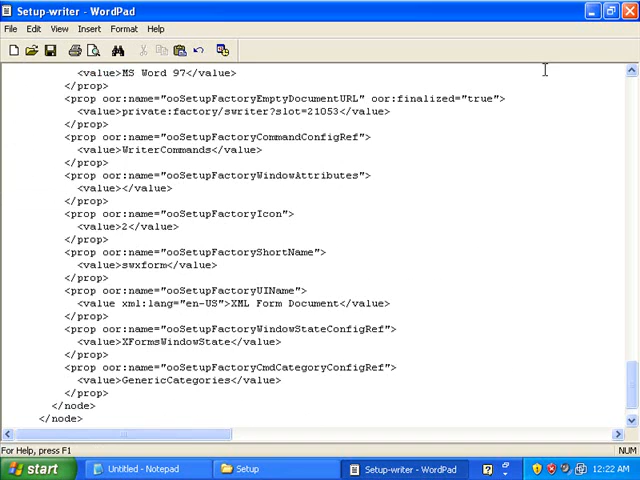 Setup-writer - WordPad
File Edit View Insert Format Help
<value>MS Word 97</value>
</prop>
<prop oor:name="ooSetupFactoryEmptyDocumentURL" oor:finalized="true">
<value>private:factory/swriter?slot=21053</value>
</prop>
<prop oor:name="ooSetupFactoryCommandConfigRef">
<value>WriterCommands</value>
</prop>
<prop oor:name="ooSetupFactoryWindowAttributes">
<value></value>
</prop>
<prop oor:name="ooSetupFactoryIcon">
<value>2</value>
</prop>
<prop oor:name="ooSetupFactoryShortName">
<value>swxform</value>
</prop>
<prop oor:name="ooSetupFactoryUIName">
<value xml:lang="en-US">XML Form Document</value>
</prop>
<prop oor:name="ooSetupFactoryWindowStateConfigRef">
<value>XFormsWindowState</value>
</prop>
<prop oor:name="ooSetupFactoryCmdCategoryConfigRef">
<value>GenericCategories</value>
</prop>
</node>
</node>
For Help, press F1 NUM
start Untitled - Notepad Setup Setup-writer - WordPad 12:22 AM